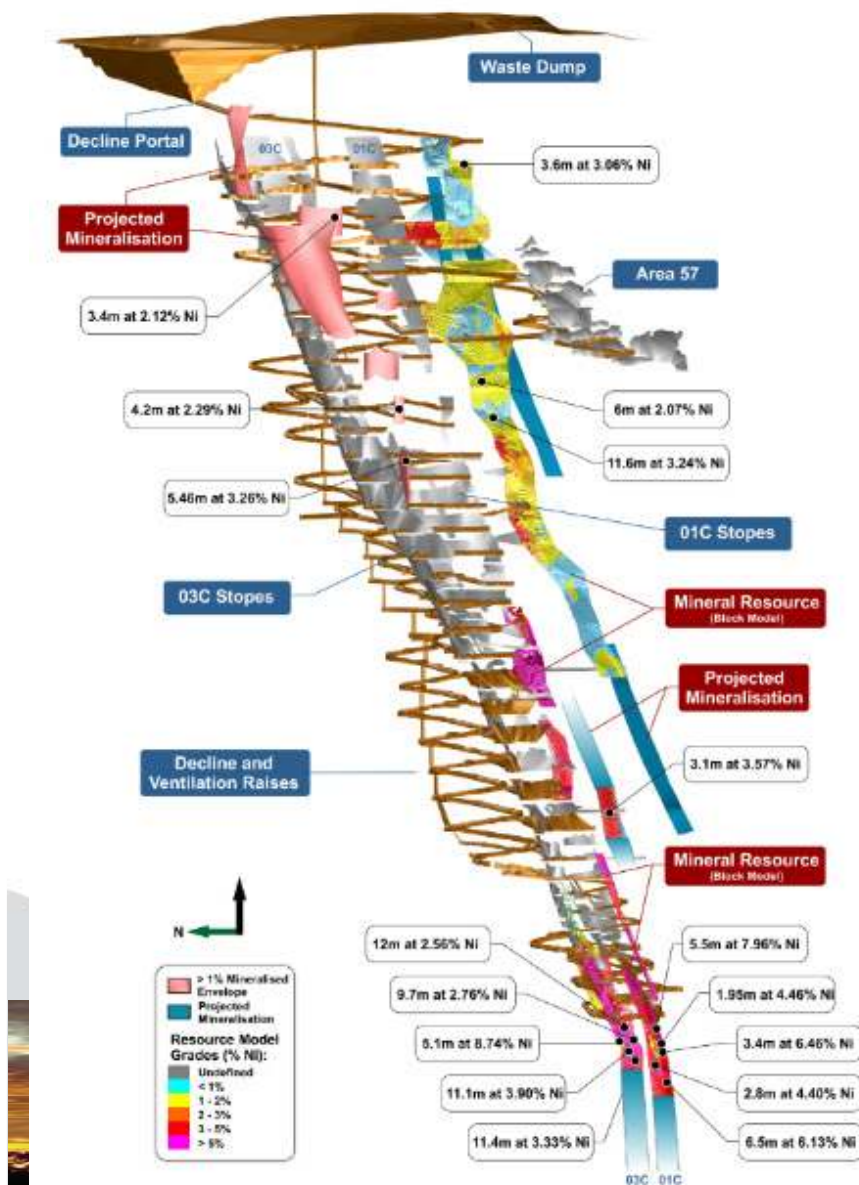 Waste Dump
Decline Portal
03C
01C
3.6m at 3.06% Ni
Projected
Mineralisation
Area 57
3.4m at 2.12% Ni
4.2m at 2.29% Ni
6m at 2.07% Ni
11.6m at 3.24% Ni
5.46m at 3.26% Ni
01C Stopes
03C Stopes
Mineral Resource
(Block Model)
Projected
Mineralisation
Decline and
Ventilation Raises
3.1m at 3.57% Ni
Mineral Resource
(Block Model)
N
12m at 2.56% Ni
5.5m at 7.96% Ni
9.7m at 2.76% Ni
1.95m at 4.46% Ni
5.1m at 8.74% Ni
3.4m at 6.46% Ni
11.1m at 3.90% Ni
2.8m at 4.40% Ni
11.4m at 3.33% Ni
6.5m at 6.13% Ni
> 1% Mineralised
Envelope
Projected
Mineralisation
Resource Model
Grades (% Ni):
Undefined
< 1%
1 - 2%
2 - 3%
3 - 5%
> 5%
03C
01C